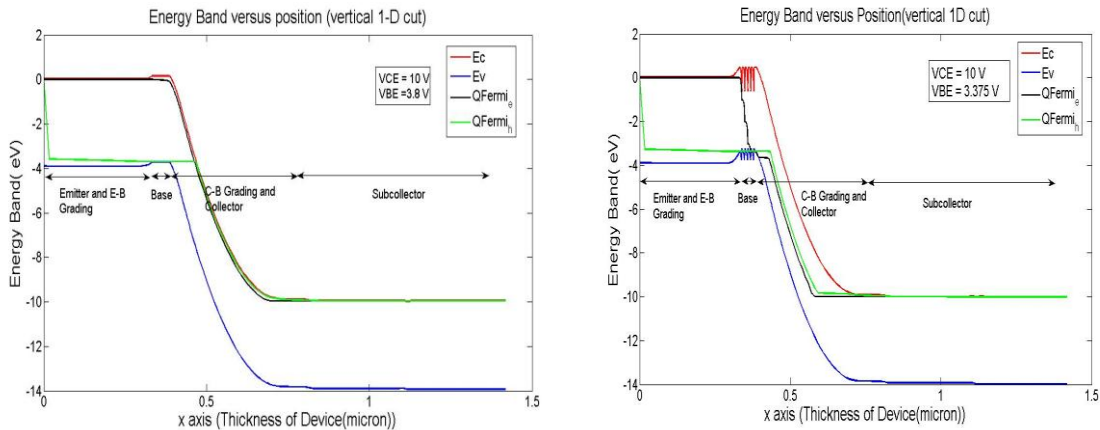 Energy Band versus position (vertical 1-D cut)
Energy Band( eV)
2
0
-2
-4
-6
-8
-10
-12
-14
VCE = 10 V
VBE =3.8 V
Ec
Ev
QFermi e
QFermi h
Emitter and E-B
Grading
Base
C-B Grading and
Collector
Subcollector
0
0.5
1
1.5
x axis (Thickness of Device(micron))
Energy Band versus Position(vertical 1D cut)
Energy Band( eV)
2
0
-2
-4
-6
-8
-10
-12
-14
VCE = 10 V
VBE = 3.375 V
Ec
Ev
QFermi e
QFermi h
Emitter and E-B
Grading
Base
C-B Grading and
Collector
Subcollector
0
0.5
1
1.5
x axis (Thickness of Device(micron))